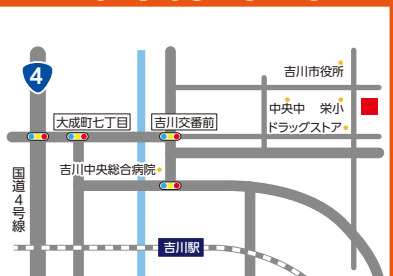 4
吉川市役所
中央中 栄小
ドラッグストア
大成町七丁目
吉川交番前
吉川中央総合病院
国道4号線
吉川駅